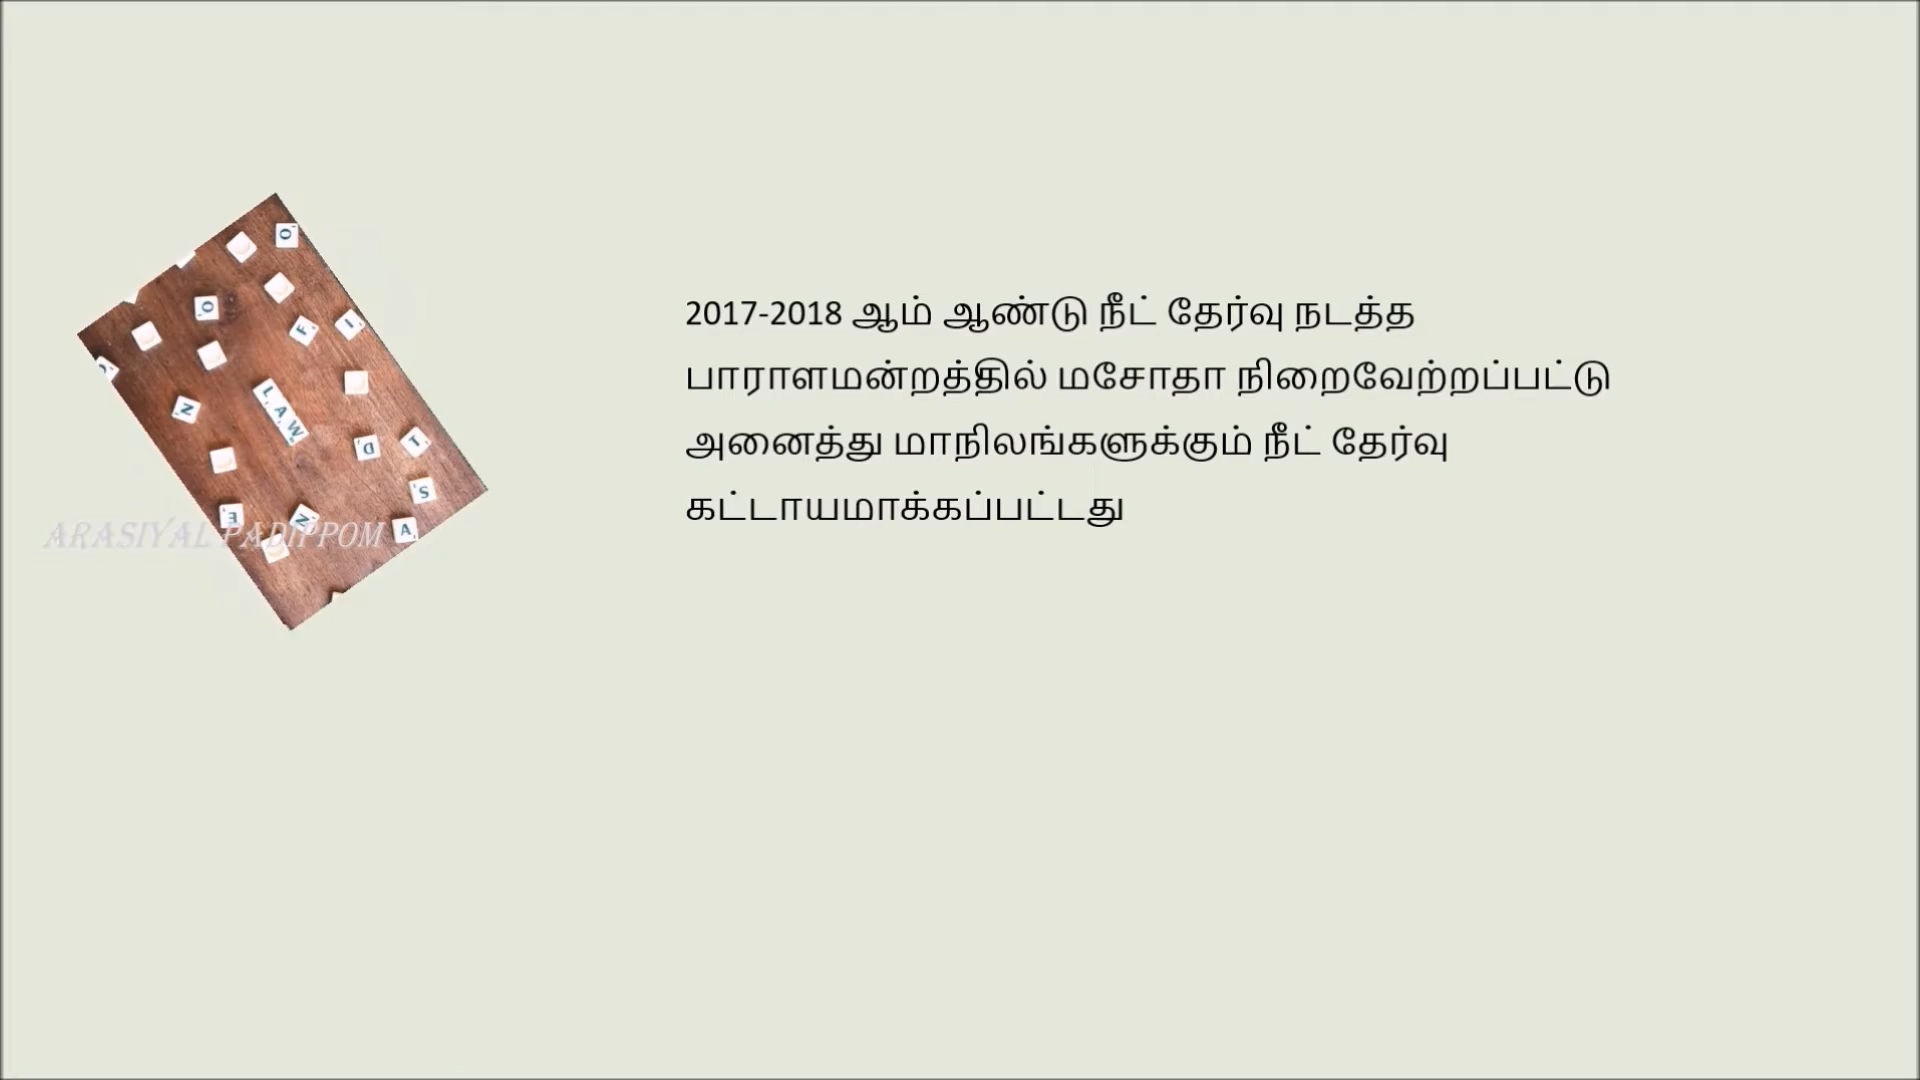 2017-2018 ஆம் ஆண்டு நீட் தேர்வு நடத்த
பாராளமன்றத்தில் மசோதா நிறைவேற்றப்பட்டு
அனைத்து மாநிலங்களுக்கும் நீட் தேர்வு
கட்டாயமாக்கப்பட்டது
ARASIYAL PADIPPOM
LAW